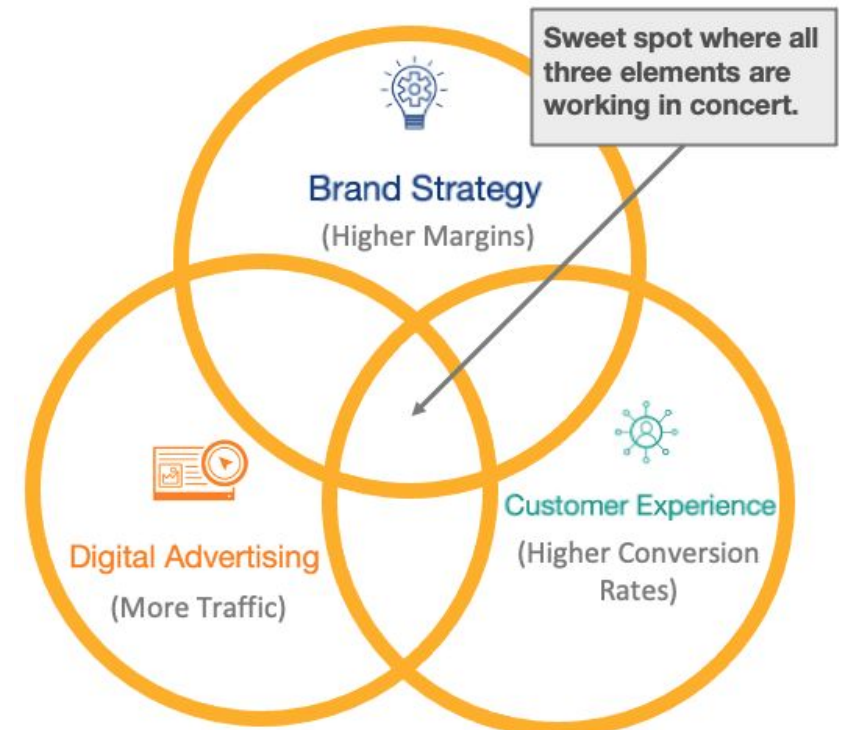 Sweet spot where all
three elements are
working in concert.
Brand Strategy
(Higher Margins)
Digital Advertising
(More Traffic)
Customer Experience
(Higher Conversion
Rates)